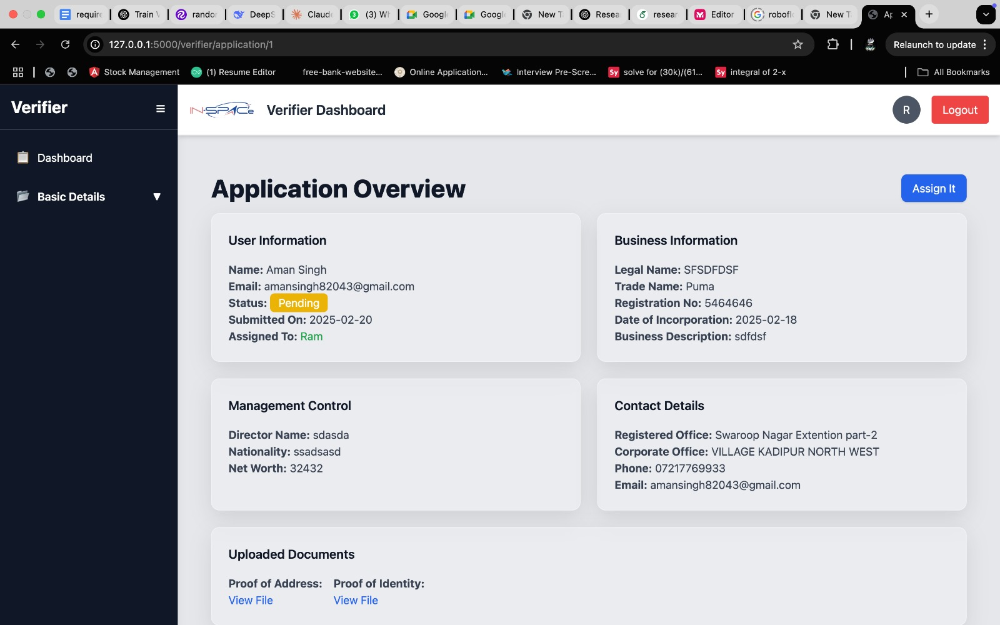 require
Train
rando
DeepS
Claude
(3) Wh
Google
Google
New T
Resea
resear
Editor
robofl
New T
Ap
127.0.0.1:5000/verifier/application/1
Relaunch to update
Stock Management
(1) Resume Editor
free-bank-website...
Online Application...
Interview Pre-Scre...
Sy solve for (30k)/(61...
Sy integral of 2-x
All Bookmarks
Verifier
IN-SPACe
Verifier Dashboard
R
Logout
Dashboard
Basic Details
Application Overview
Assign It
User Information
Name: Aman Singh
Email: amansingh82043@gmail.com
Status: Pending
Submitted On: 2025-02-20
Assigned To: Ram
Business Information
Legal Name: SFSDFDSF
Trade Name: Puma
Registration No: 5464646
Date of Incorporation: 2025-02-18
Business Description: sdfdsf
Management Control
Director Name: sdasda
Nationality: ssadsasd
Net Worth: 32432
Contact Details
Registered Office: Swaroop Nagar Extention part-2
Corporate Office: VILLAGE KADIPUR NORTH WEST
Phone: 07217769933
Email: amansingh82043@gmail.com
Uploaded Documents
Proof of Address:
View File
Proof of Identity:
View File